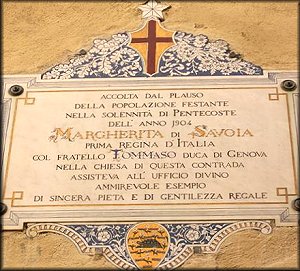 ACCOLTA DAL PLAUSO
DELLA POPOLAZIONE FESTANTE
NELLA SOLENNITÀ DI PENTECOSTE
DELL' ANNO 1904
MARGHERITA DI SAVOIA
PRIMA REGINA D'ITALIA
COL FRATELLO TOMMASO DUCA DI GENOVA
NELLA CHIESA DI QUESTA CONTRADA
ASSISTEVA ALL' UFFICIO DIVINO
AMMIREVOLE ESEMPIO
DI SINCERA PIETA E DI GENTILEZZA REGALE